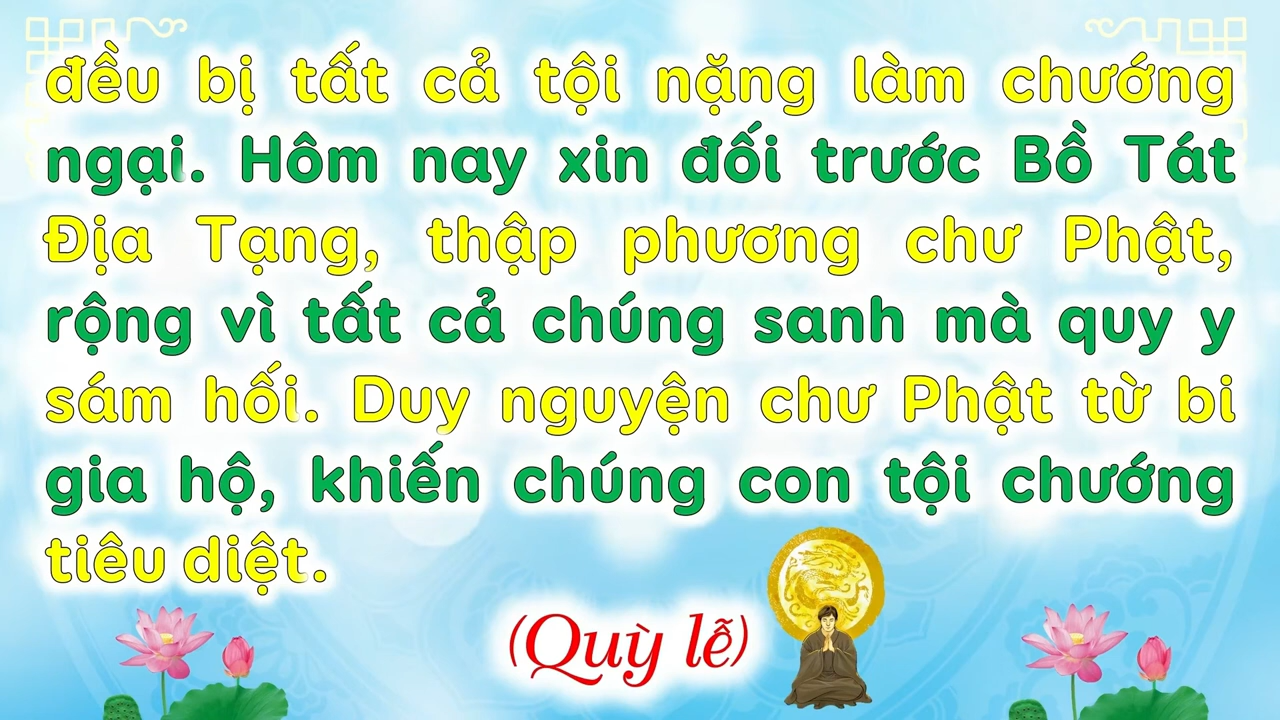 đều bị tất cả tội nặng làm chướng
ngại. Hôm nay xin đối trước Bồ Tát
Địa Tạng, thập phương chư Phật,
rộng vì tất cả chúng sanh mà quy y
sám hối. Duy nguyện chư Phật từ bi
gia hộ, khiến chúng con tội chướng
tiêu diệt.
(Quỳ lễ)